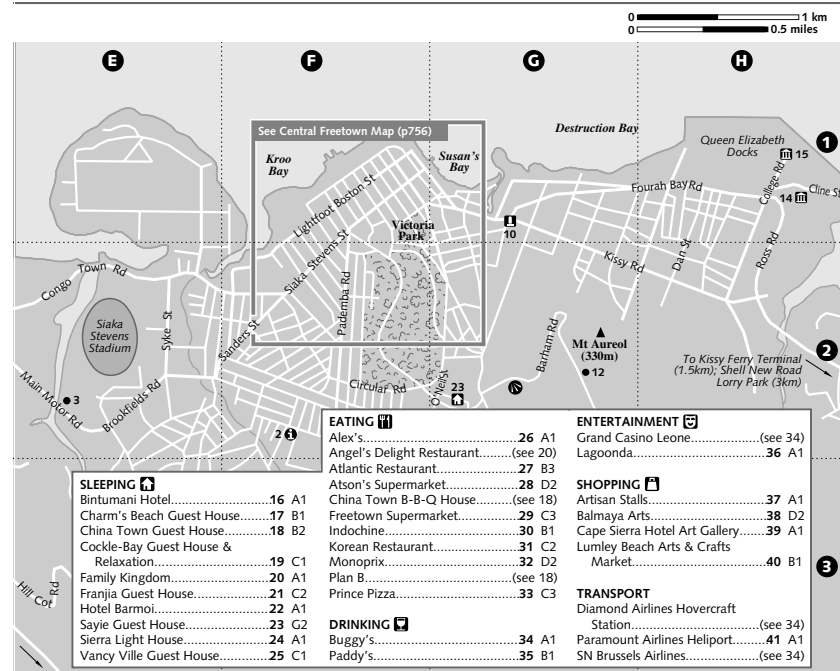 0 1 km
0 0.5 miles
E F G H
See Central Freetown Map (p756)
Destruction Bay
Queen Elizabeth
Docks
15
1
Kroo
Bay
Susan's
Bay
College Rd
Cline St
14
Fourah Bay Rd
Lightfoot Boston St
Victoria
Park
10
Siaka Stevens St
Kissy Rd
Dan St
Ross Rd
Congo Town Rd
Pademba Rd
Siaka
Stevens
Stadium
Syke St
Sanders St
Barham Rd
Mt Aureol
(330m)
12
2
To Kissy Ferry Terminal
(1.5km); Shell New Road
Lorry Park (3km)
Main Motor Rd
3
Brookfields Rd
Circular Rd
O'Neil St
23
2
Hill Cot Rd
3
SLEEPING
Bintumani Hotel 16 A1
Charm's Beach Guest House 17 B1
China Town Guest House 18 B2
Cockle-Bay Guest House &
Relaxation 19 C1
Family Kingdom 20 A1
Franjia Guest House 21 C2
Hotel Barmoi 22 A1
Sayie Guest House 23 G2
Sierra Light House 24 A1
Vancy Ville Guest House 25 C1
EATING
Alex's 26 A1
Angel's Delight Restaurant (see 20)
Atlantic Restaurant 27 B3
Atson's Supermarket 28 D2
China Town B-B-Q House (see 18)
Freetown Supermarket 29 C3
Indochine 30 B1
Korean Restaurant 31 C2
Monoprix 32 D2
Plan B (see 18)
Prince Pizza 33 C3
DRINKING
Buggy's 34 A1
Paddy's 35 B1
ENTERTAINMENT
Grand Casino Leone (see 34)
Lagoonda 36 A1
SHOPPING
Artisan Stalls 37 A1
Balmaya Arts 38 D2
Cape Sierra Hotel Art Gallery 39 A1
Lumley Beach Arts & Crafts
Market 40 B1
TRANSPORT
Diamond Airlines Hovercraft
Station (see 34)
Paramount Airlines Heliport 41 A1
SN Brussels Airlines (see 34)